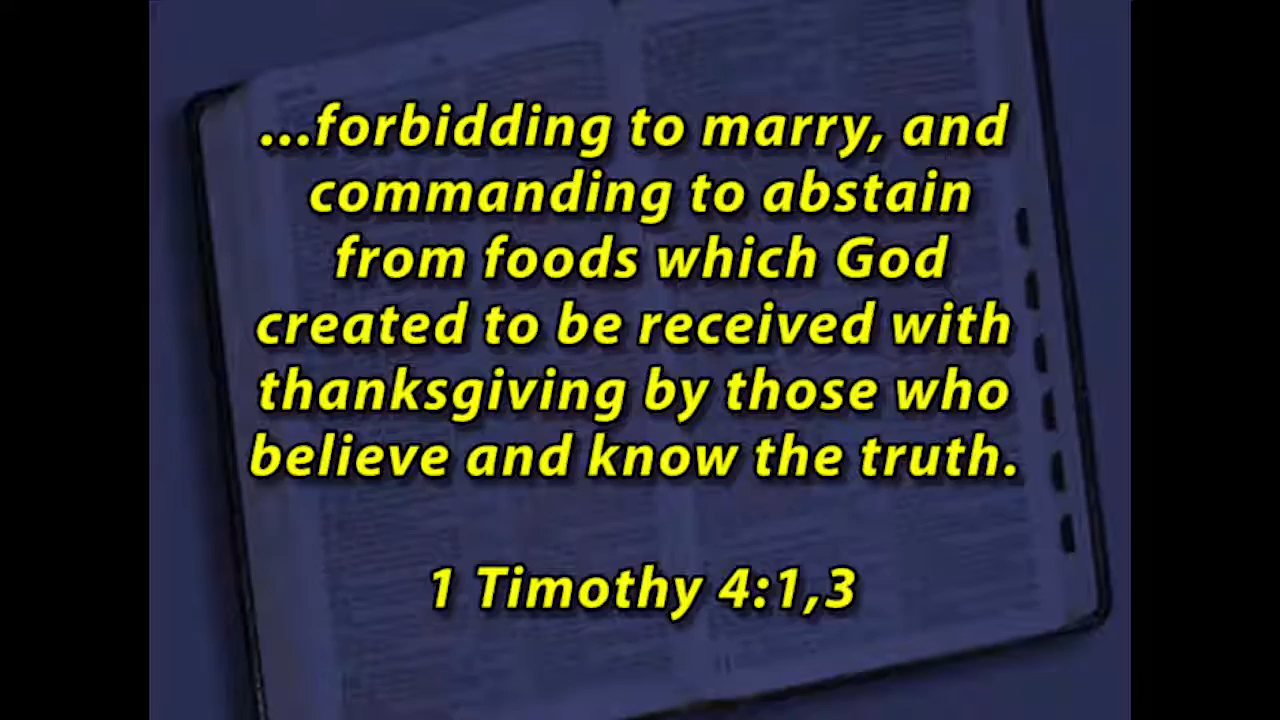 ...forbidding to marry, and
commanding to abstain
from foods which God
created to be received with
thanksgiving by those who
believe and know the truth.
1 Timothy 4:1,3